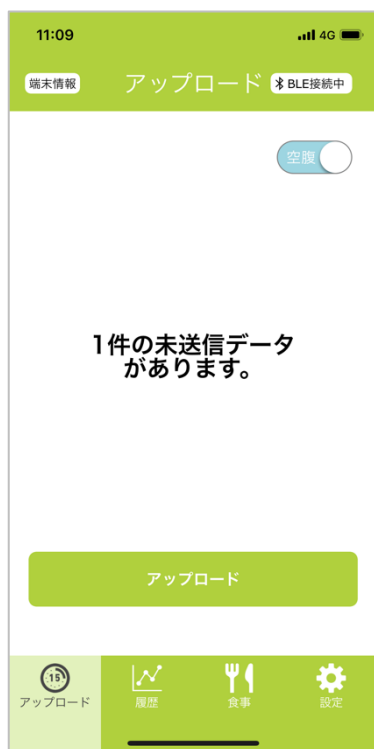 11:09
4G
端末情報
アップロード
BLE接続中
空腹
1件の未送信データ
があります。
アップロード
15
アップロード
履歴
食事
設定